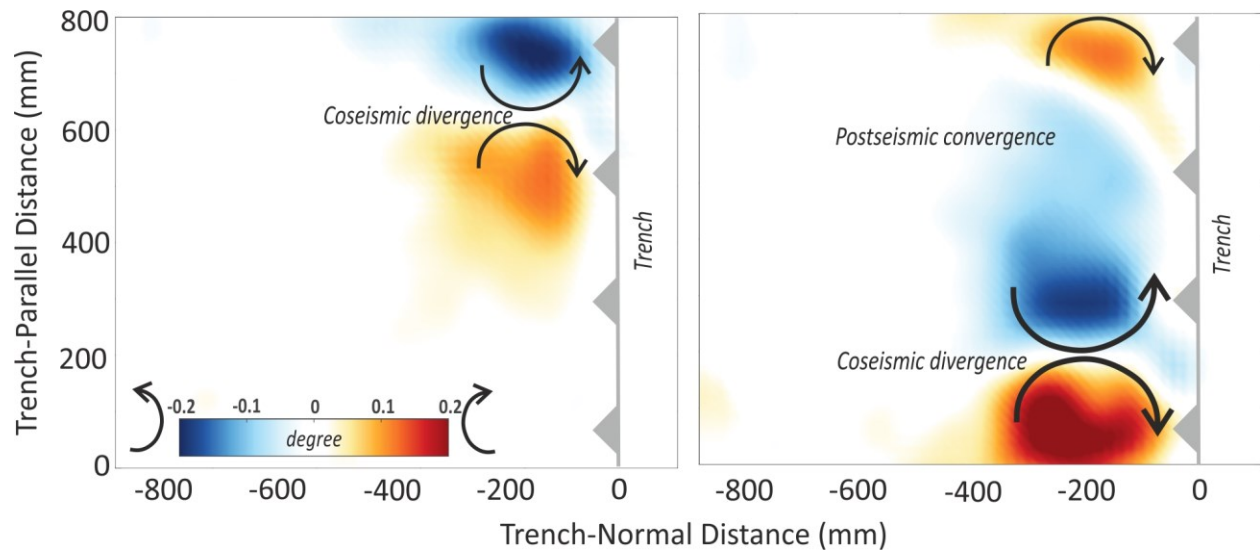 800
600
400
200
0
Trench-Parallel Distance (mm)
Coseismic divergence
Trench
-0.2 -0.1 0 0.1 0.2
degree
-800 -600 -400 -200 0
Postseismic convergence
Coseismic divergence
Trench
-800 -600 -400 -200 0
Trench-Normal Distance (mm)